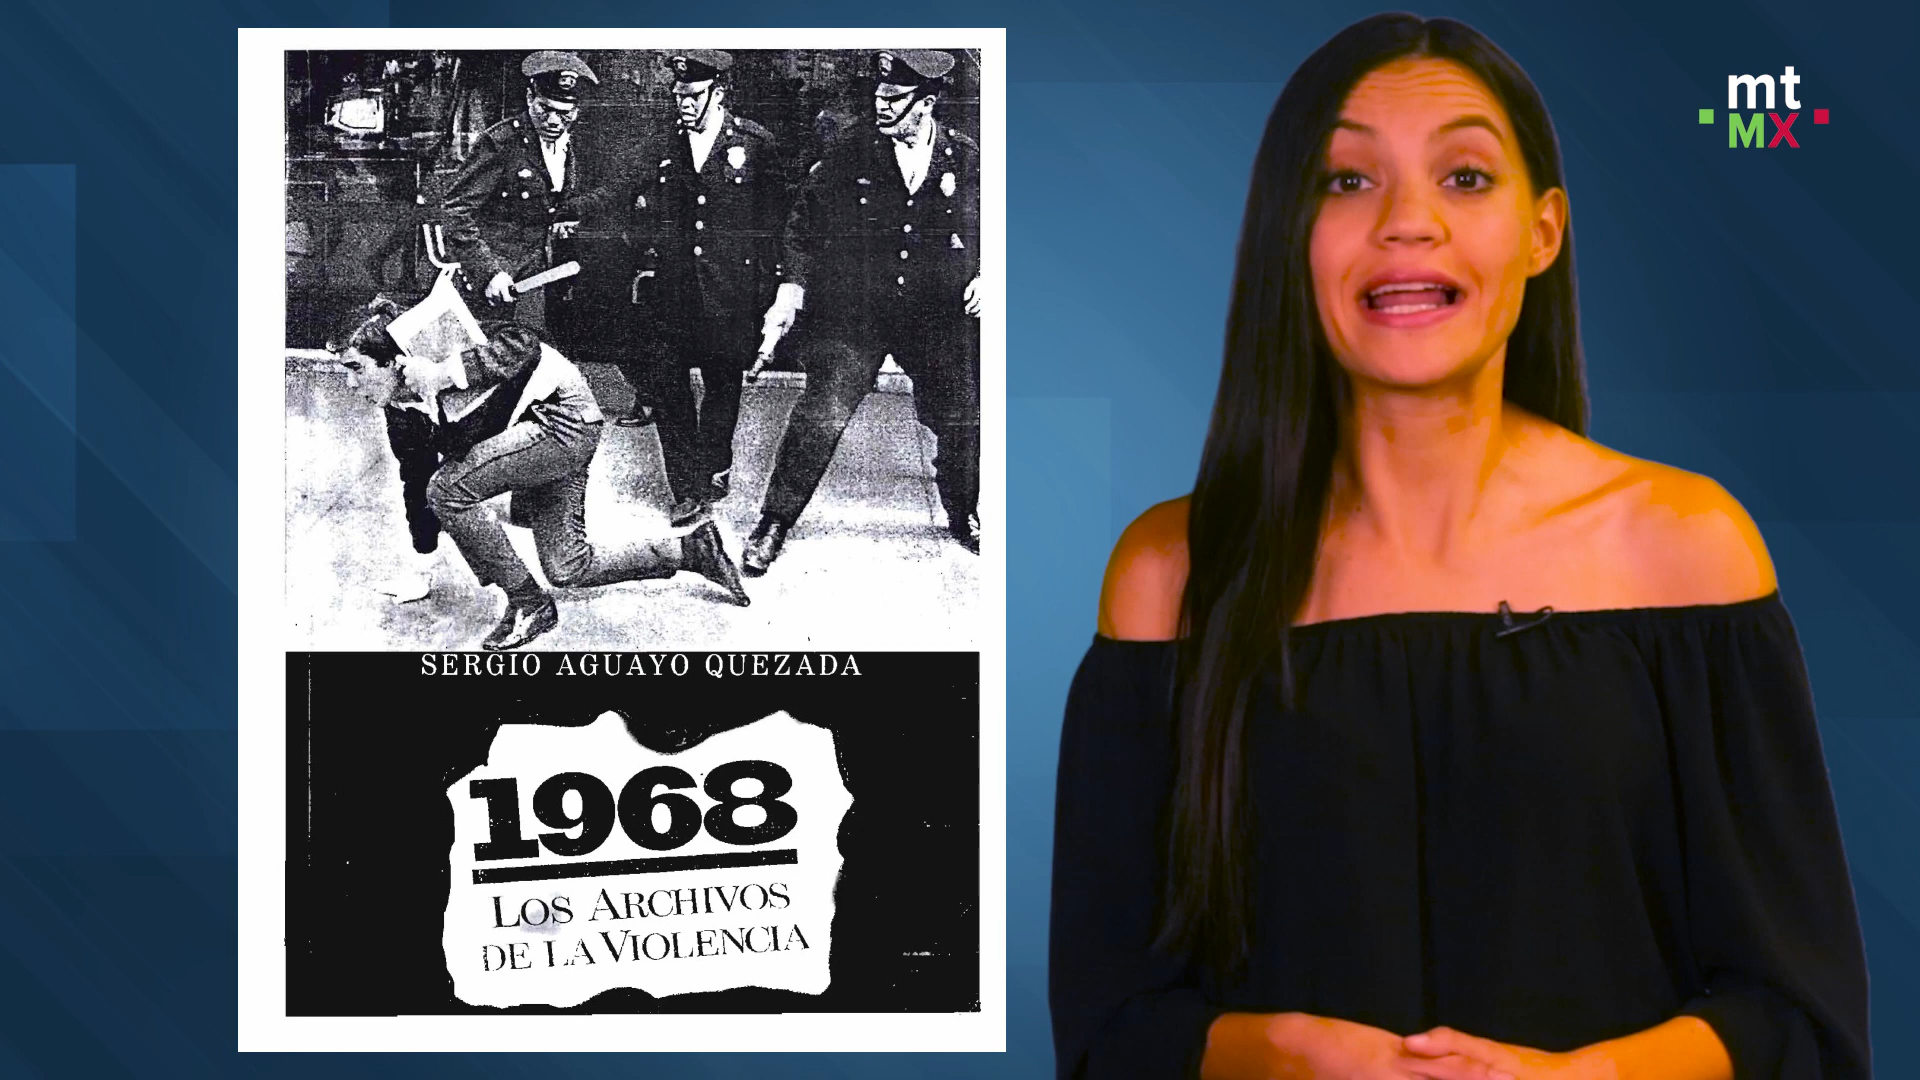 SERGIO AGUAYO QUEZADA
1968
LOS ARCHIVOS
DE LA VIOLENCIA
mt
MX